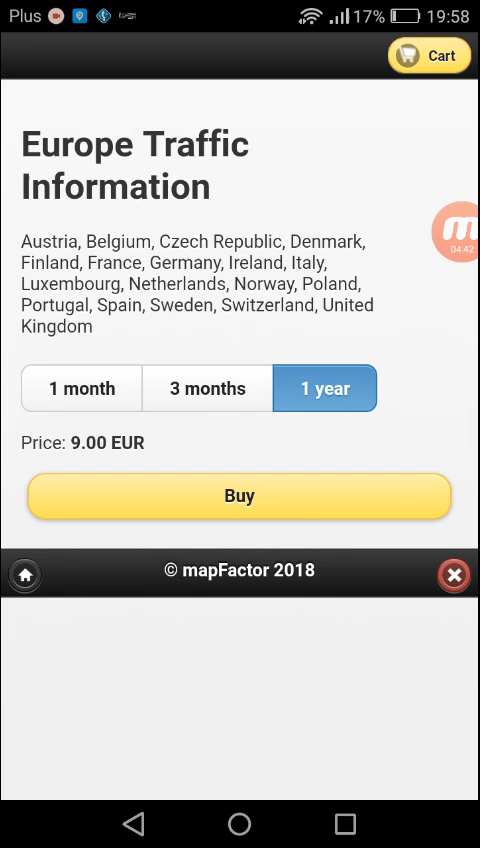 Plus 17% 19:58
Cart
Europe Traffic
Information
04:42
Austria, Belgium, Czech Republic, Denmark,
Finland, France, Germany, Ireland, Italy,
Luxembourg, Netherlands, Norway, Poland,
Portugal, Spain, Sweden, Switzerland, United
Kingdom
1 month 3 months 1 year
Price: 9.00 EUR
Buy
© mapFactor 2018